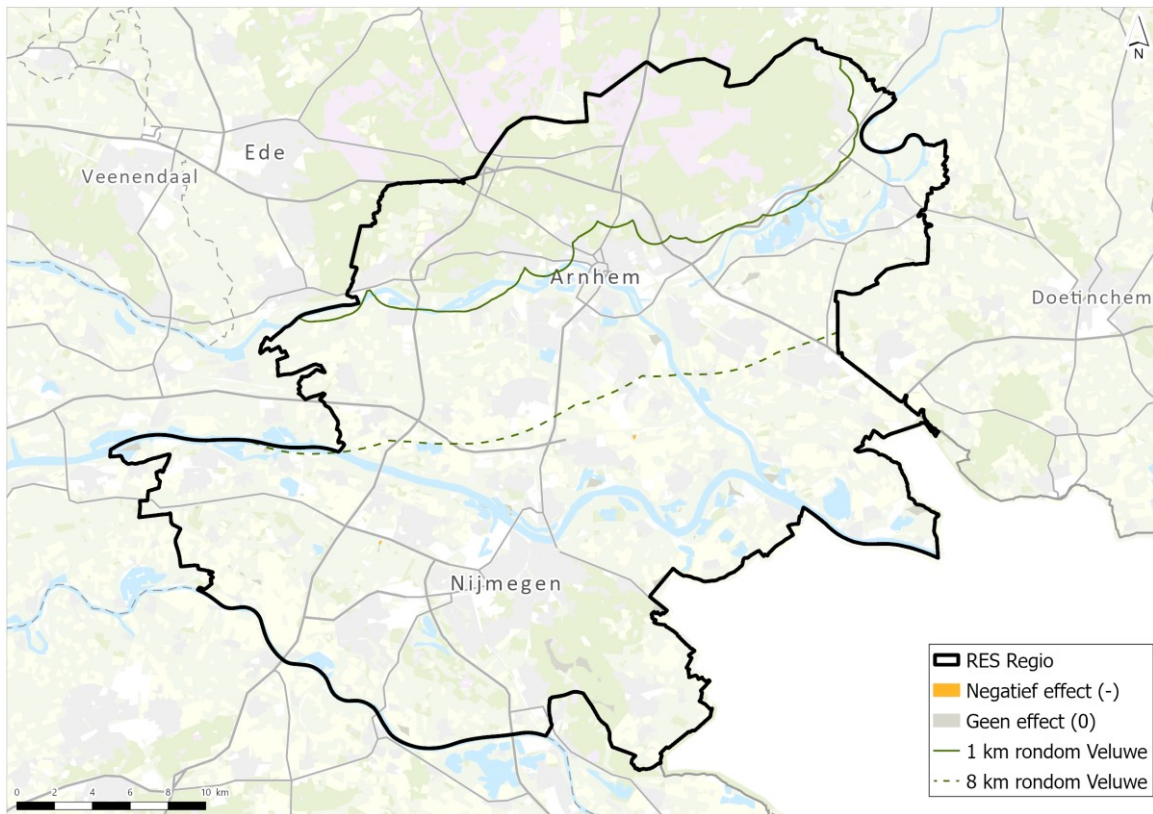 N
Ede
Veenendaal
Arnhem
Doetinchem
Nijmegen
RES Regio
Negatief effect (-)
Geen effect (0)
1 km rondom Veluwe
8 km rondom Veluwe
0 2 4 6 8 10 km